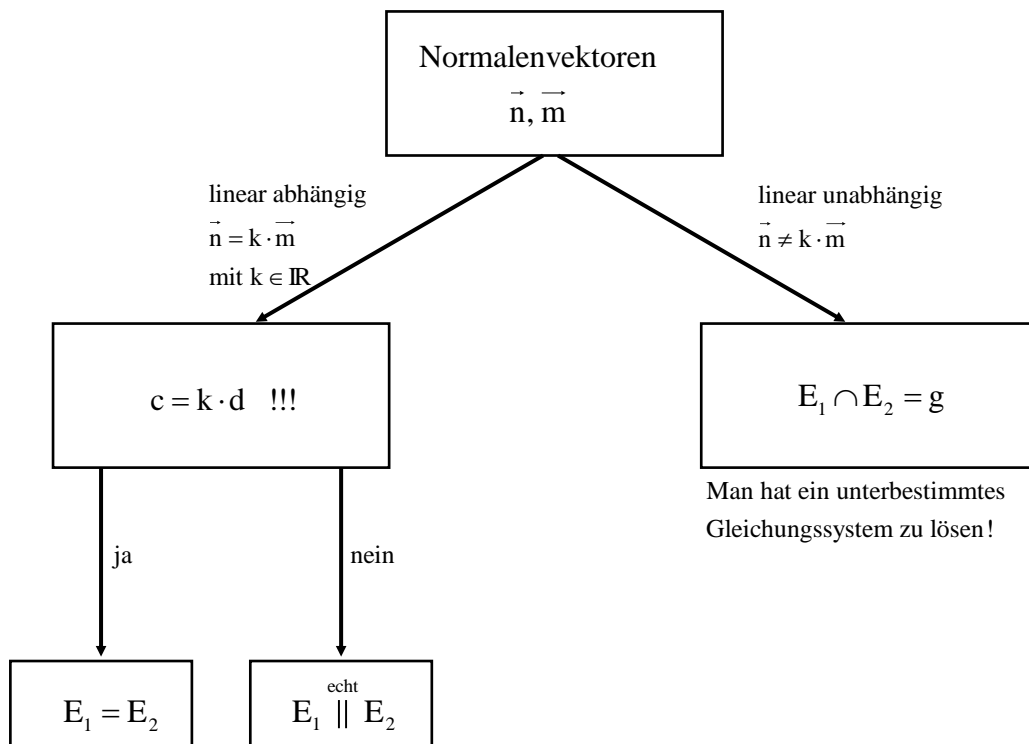 Normalenvektoren
n⃗, m⃗
linear abhängig
n⃗ = k · m⃗
mit k ∈ ℝ
linear unabhängig
n⃗ ≠ k · m⃗
c = k · d !!!
E₁ ∩ E₂ = g
Man hat ein unterbestimmtes
Gleichungssystem zu lösen!
ja
nein
E₁ = E₂
echt
E₁ || E₂